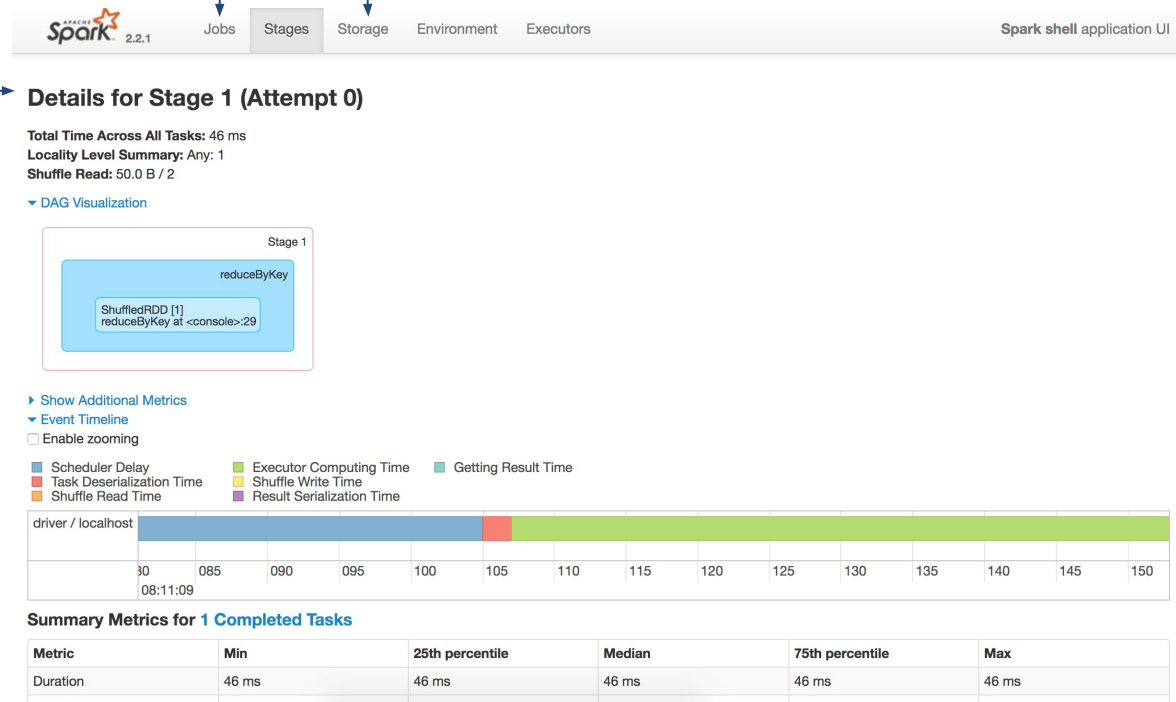 APACHE Spark 2.2.1 Jobs Stages Storage Environment Executors Spark shell application UI
Details for Stage 1 (Attempt 0)
Total Time Across All Tasks: 46 ms
Locality Level Summary: Any: 1
Shuffle Read: 50.0 B / 2
DAG Visualization
Stage 1
reduceByKey
ShuffledRDD [1]
reduceByKey at <console>:29
Show Additional Metrics
Event Timeline
Enable zooming
Scheduler Delay Executor Computing Time Getting Result Time
Task Deserialization Time Shuffle Write Time
Shuffle Read Time Result Serialization Time
driver / localhost
30 085 090 095 100 105 110 115 120 125 130 135 140 145 150
08:11:09
Summary Metrics for 1 Completed Tasks
Metric Min 25th percentile Median 75th percentile Max
Duration 46 ms 46 ms 46 ms 46 ms 46 ms